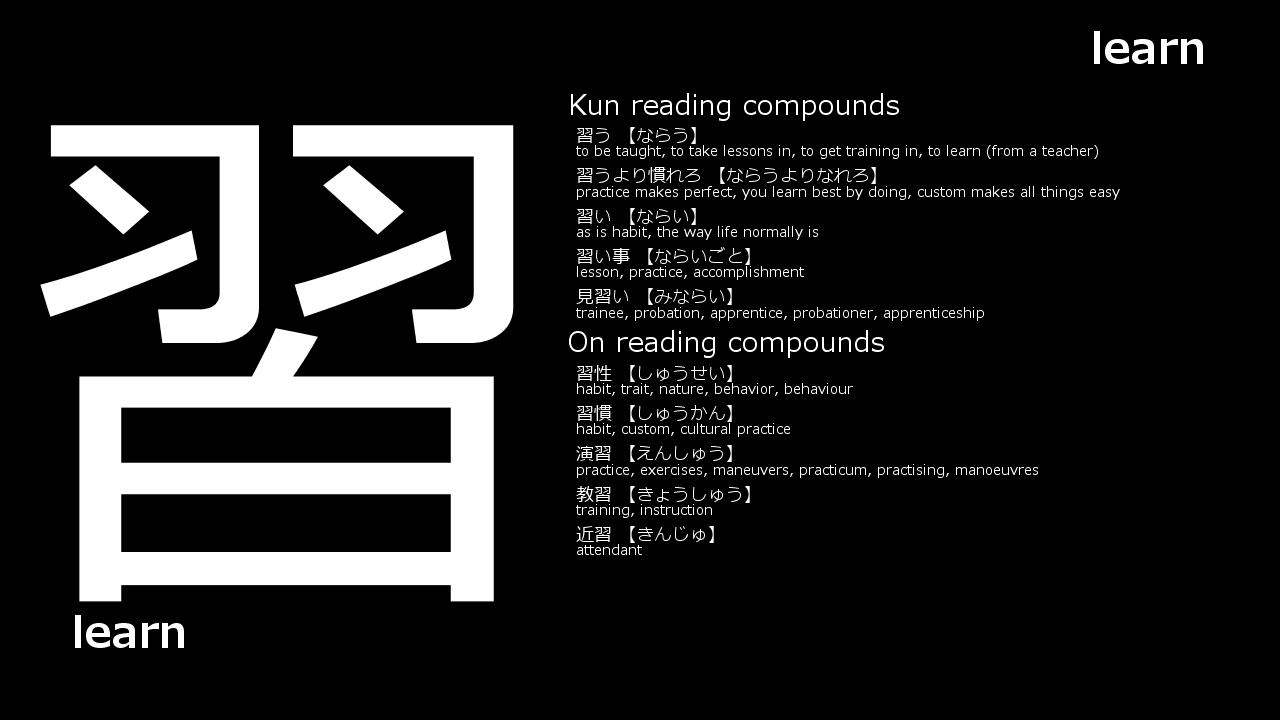 learn
習
learn
Kun reading compounds
習う 【ならう】
to be taught, to take lessons in, to get training in, to learn (from a teacher)
習うより慣れろ 【ならうよりなれろ】
practice makes perfect, you learn best by doing, custom makes all things easy
習い 【ならい】
as is habit, the way life normally is
習い事 【ならいごと】
lesson, practice, accomplishment
見習い 【みならい】
trainee, probation, apprentice, probationer, apprenticeship
On reading compounds
習性 【しゅうせい】
habit, trait, nature, behavior, behaviour
習慣 【しゅうかん】
habit, custom, cultural practice
演習 【えんしゅう】
practice, exercises, maneuvers, practicum, practising, manoeuvres
教習 【きょうしゅう】
training, instruction
近習 【きんじゅ】
attendant